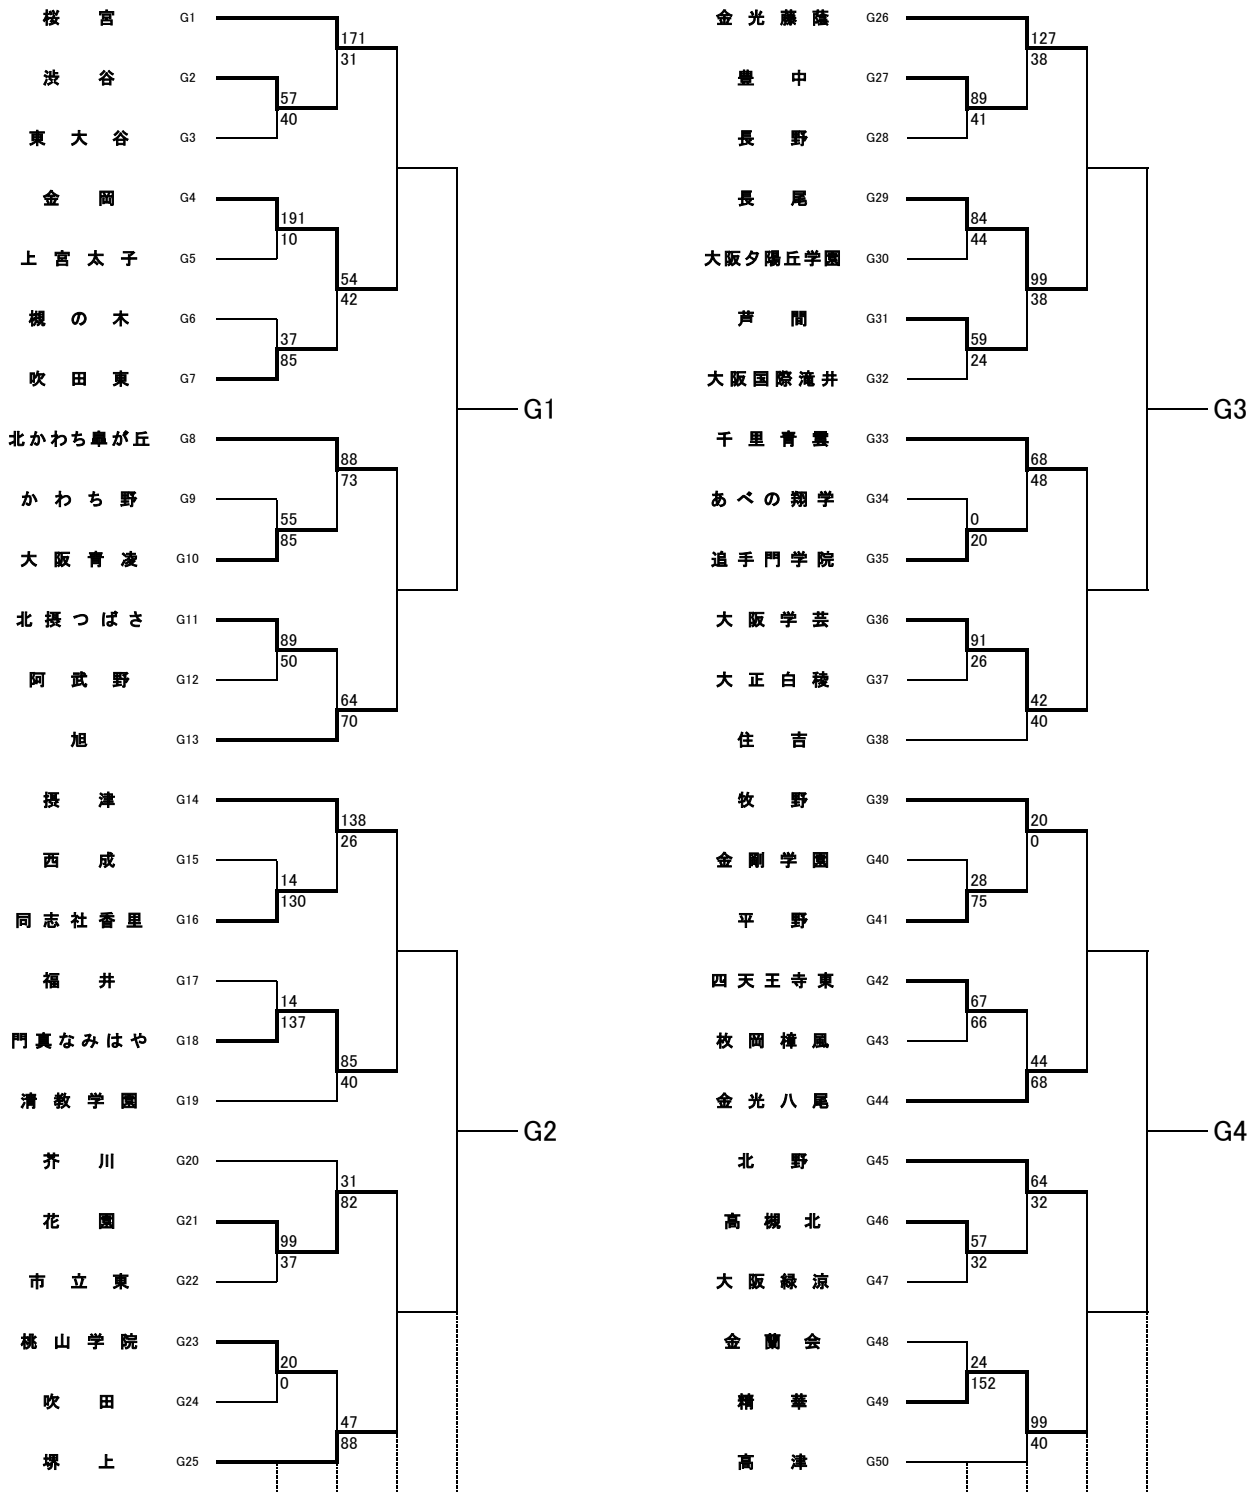 桜宮 G1
171
31
渋谷 G2
57
40
東大谷 G3
金岡 G4
191
10
上宮太子 G5
54
42
槻の木 G6
37
85
吹田東 G7
G1
北かわち皐が丘 G8
88
73
かわち野 G9
55
85
大阪青凌 G10
北摂つばさ G11
89
50
阿武野 G12
64
70
旭 G13
摂津 G14
138
26
西成 G15
14
130
同志社香里 G16
福井 G17
14
137
門真なみはや G18
85
40
清教学園 G19
G2
芥川 G20
31
82
花園 G21
99
37
市立東 G22
桃山学院 G23
20
0
吹田 G24
47
88
堺上 G25
金光藤蔭 G26
127
38
豊中 G27
89
41
長野 G28
長尾 G29
84
44
大阪夕陽丘学園 G30
99
38
芦間 G31
59
24
大阪国際滝井 G32
G3
千里青雲 G33
68
48
あべの翔学 G34
0
20
追手門学院 G35
大阪学芸 G36
91
26
大正白稜 G37
42
40
住吉 G38
牧野 G39
20
0
金剛学園 G40
28
75
平野 G41
四天王寺東 G42
67
66
枚岡樟風 G43
44
68
金光八尾 G44
G4
北野 G45
64
32
高槻北 G46
57
32
大阪緑涼 G47
金蘭会 G48
24
152
精華 G49
99
40
高津 G50